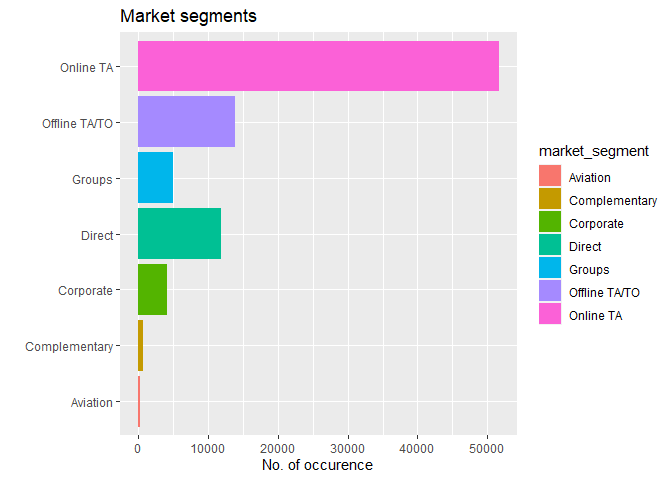 Market segments
Online TA
Offline TA/TO
Groups
Direct
Corporate
Complementary
Aviation
0 10000 20000 30000 40000 50000
No. of occurence
market_segment
Aviation
Complementary
Corporate
Direct
Groups
Offline TA/TO
Online TA